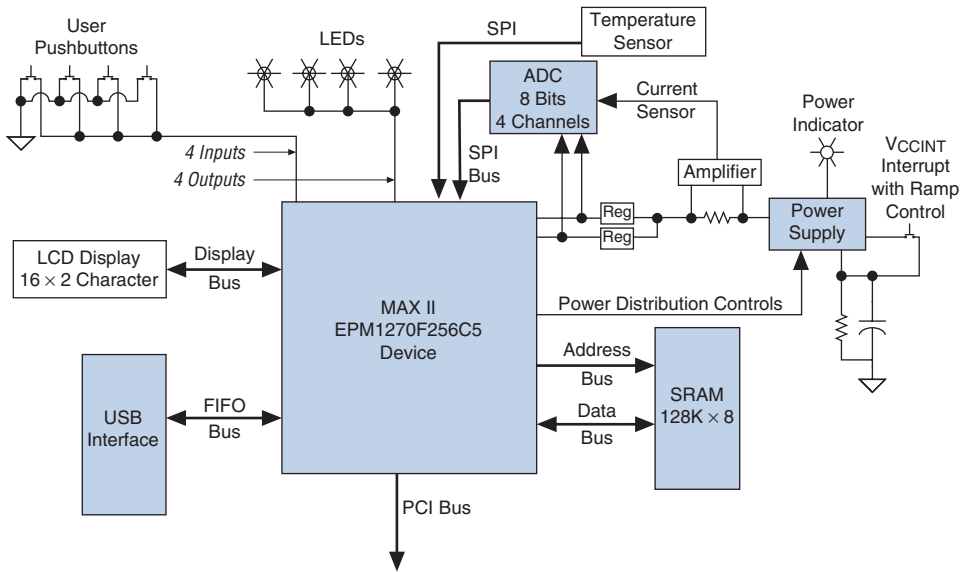 User
Pushbuttons
LEDs
SPI
Temperature
Sensor
ADC
8 Bits
4 Channels
Current
Sensor
Power
Indicator
VCCINT
Interrupt
with Ramp
Control
4 Inputs
4 Outputs
SPI
Bus
Amplifier
Reg
Reg
Power
Supply
LCD Display
16 × 2 Character
Display
Bus
MAX II
EPM1270F256C5
Device
Power Distribution Controls
Address
Bus
Data
Bus
SRAM
128K × 8
USB
Interface
FIFO
Bus
PCI Bus